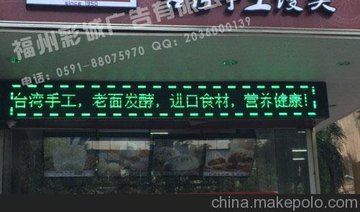 since 1950
福州彩诚广告有限公司
电话：0591-88075970 QQ：2036000139
台湾手工，老面发酵，进口食材，营养健康！
china.makepolo.com